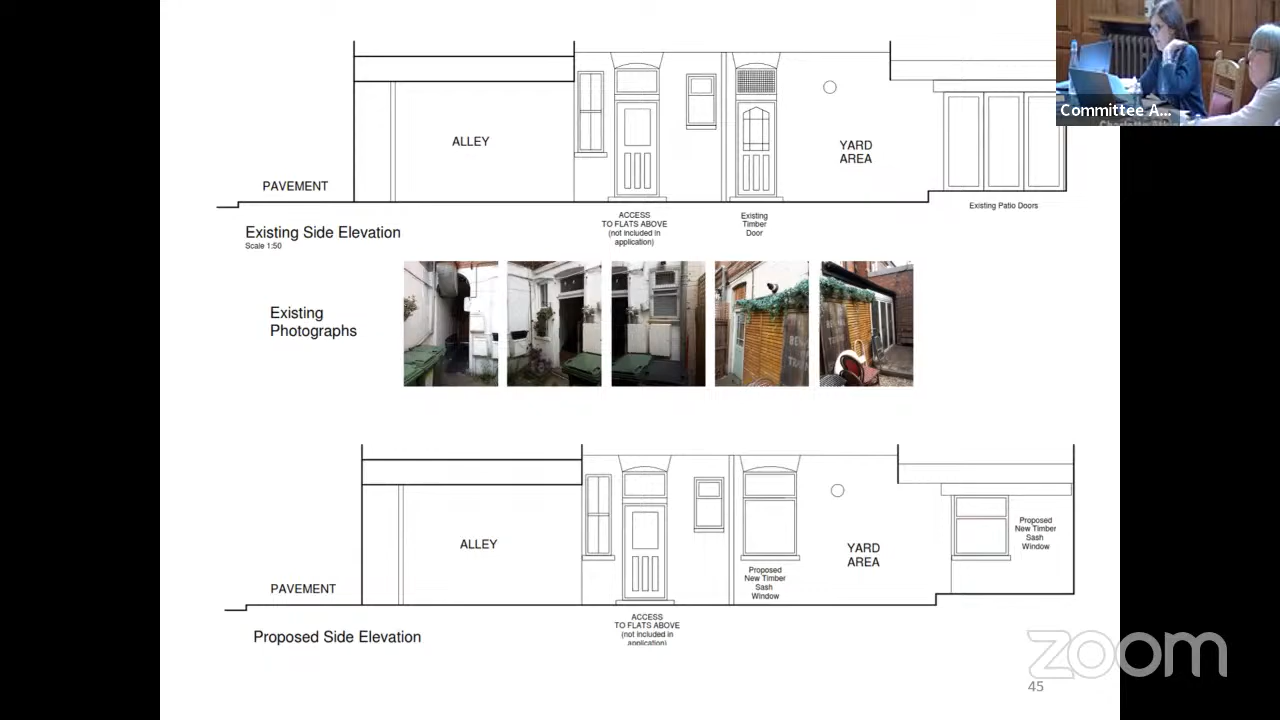 Committee A...
ALLEY
YARD
AREA
PAVEMENT
ACCESS
TO FLATS ABOVE
(not included in
application)
Existing
Timber
Door
Existing Patio Doors
Existing Side Elevation
Scale 1:50
Existing
Photographs
ALLEY
YARD
AREA
Proposed
New Timber
Sash
Window
PAVEMENT
Proposed
New Timber
Sash
Window
ACCESS
TO FLATS ABOVE
(not included in
application)
Proposed Side Elevation
zoom
45